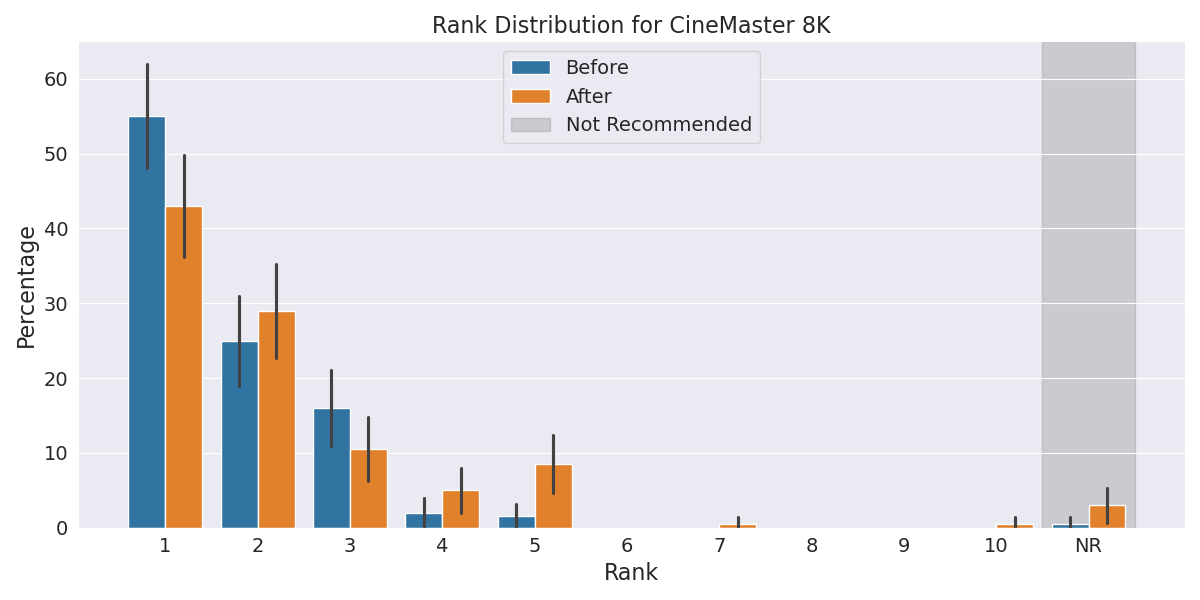 Rank Distribution for CineMaster 8K
Before
After
Not Recommended
Percentage
60
50
40
30
20
10
0
1 2 3 4 5 6 7 8 9 10 NR
Rank